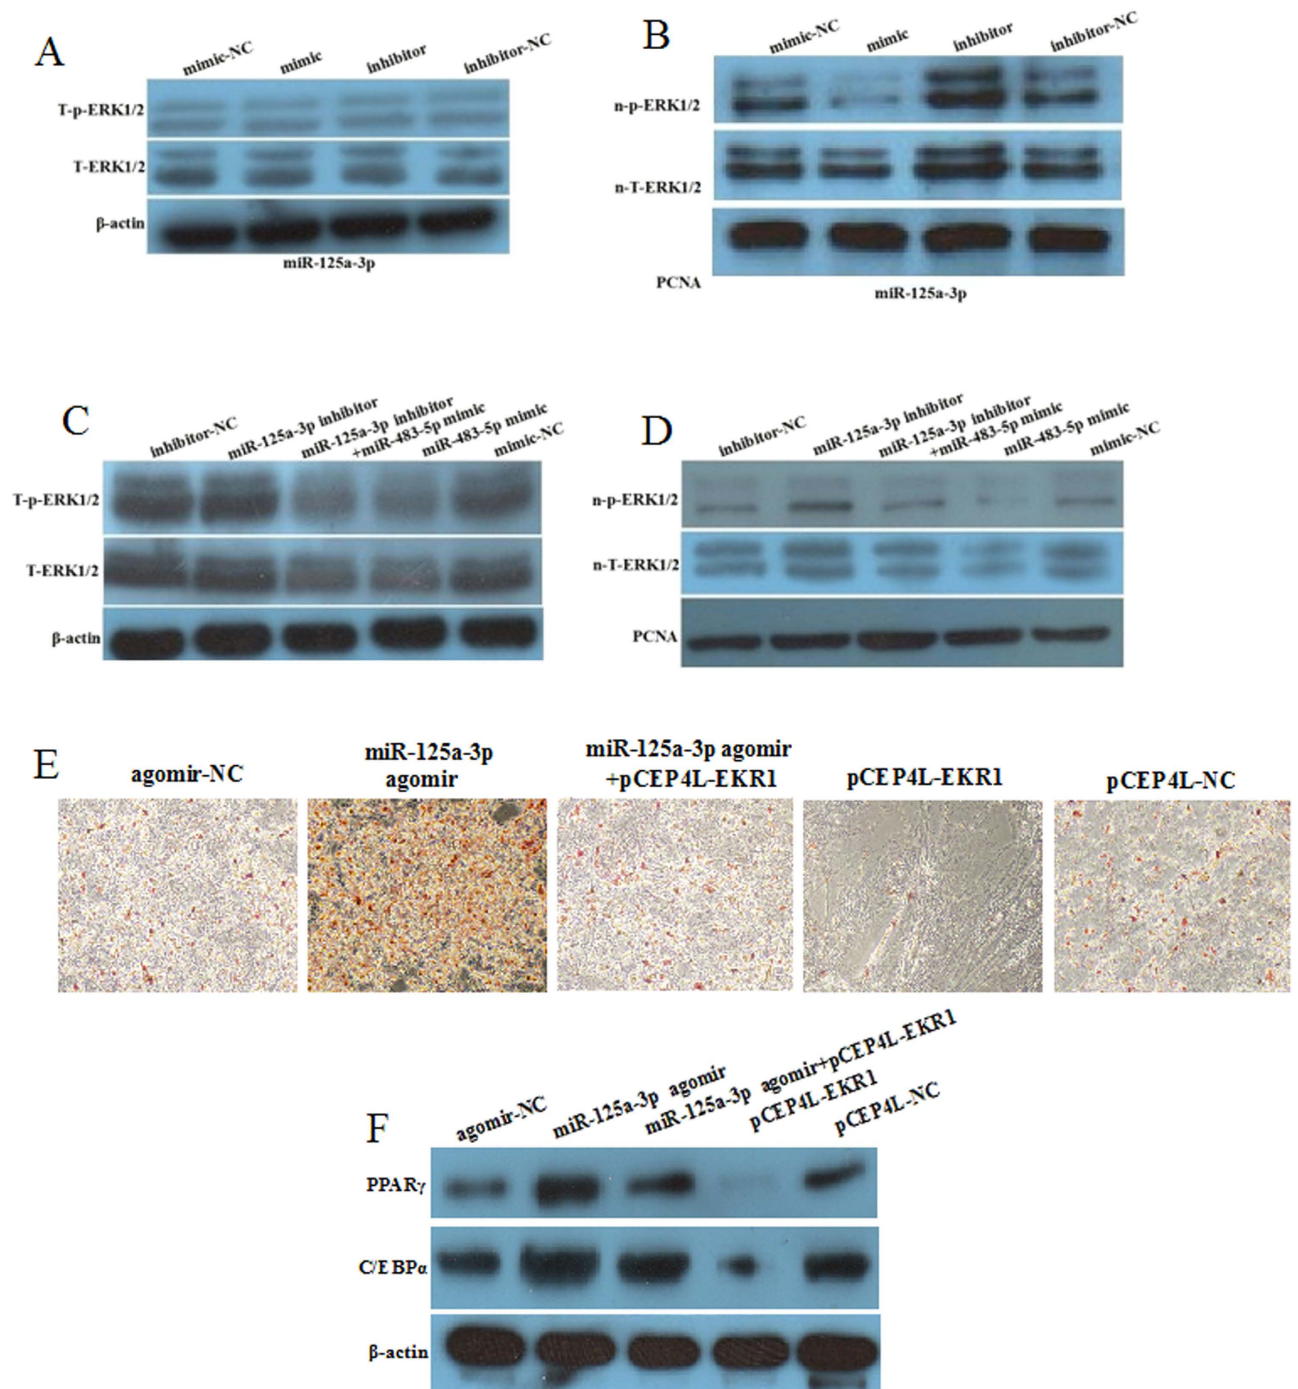 A
mimic-NC
mimic
inhibitor
inhibitor-NC
T-p-ERK1/2
T-ERK1/2
β-actin
miR-125a-3p
B
mimic-NC
mimic
inhibitor
inhibitor-NC
n-p-ERK1/2
n-T-ERK1/2
PCNA
miR-125a-3p
C
inhibitor-NC
miR-125a-3p inhibitor
miR-125a-3p inhibitor
+miR-483-5p mimic
miR-483-5p mimic
mimic-NC
T-p-ERK1/2
T-ERK1/2
β-actin
D
inhibitor-NC
miR-125a-3p inhibitor
miR-125a-3p inhibitor
+miR-483-5p mimic
miR-483-5p mimic
mimic-NC
n-p-ERK1/2
n-T-ERK1/2
PCNA
E
agomir-NC
miR-125a-3p
agomir
miR-125a-3p agomir
+pCEP4L-EKR1
pCEP4L-EKR1
pCEP4L-NC
F
agomir-NC
miR-125a-3p agomir
miR-125a-3p agomir+pCEP4L-EKR1
pCEP4L-EKR1
pCEP4L-NC
PPARγ
C/EBPα
β-actin